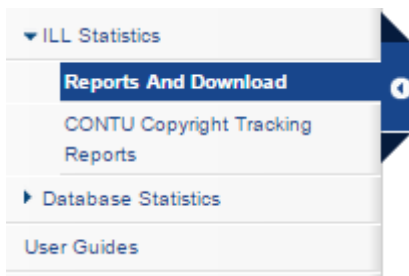 ILL Statistics
Reports And Download
CONTU Copyright Tracking
Reports
Database Statistics
User Guides